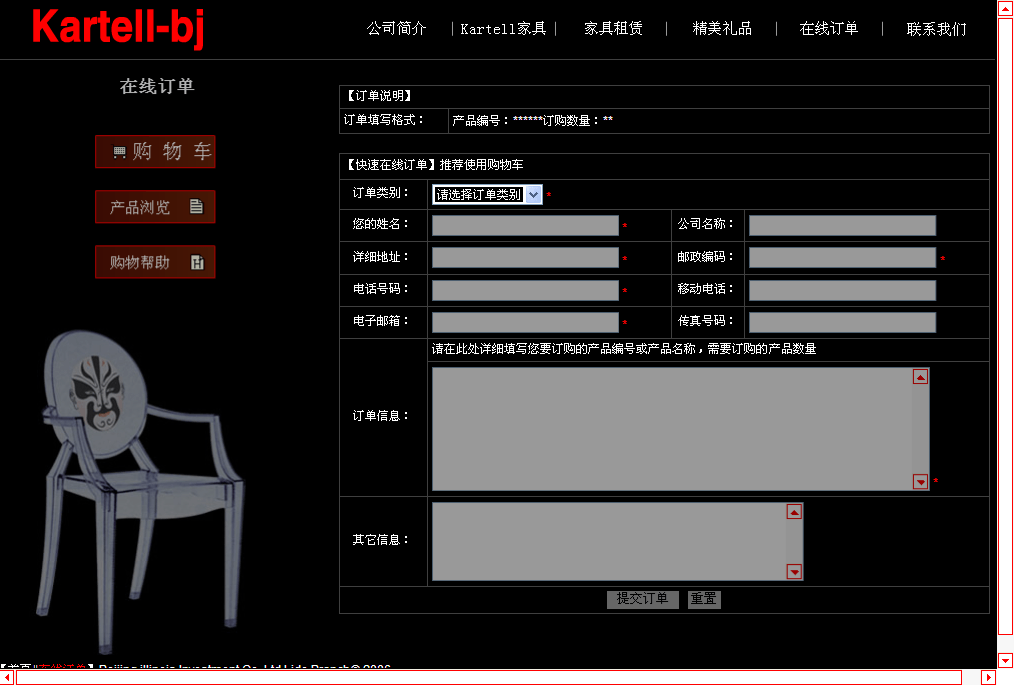 Kartell-bj
公司简介 | Kartell家具 | 家具租赁 | 精美礼品 | 在线订单 | 联系我们
在线订单
购 物 车
产品浏览
购物帮助
【订单说明】
订单填写格式： 产品编号：******订购数量：**
【快速在线订单】推荐使用购物车
订单类别： 请选择订单类别 *
您的姓名： * 公司名称：
详细地址： * 邮政编码： *
电话号码： * 移动电话：
电子邮箱： * 传真号码：
请在此处详细填写您要订购的产品编号或产品名称，需要订购的产品数量
订单信息： *
其它信息：
提交订单 重置